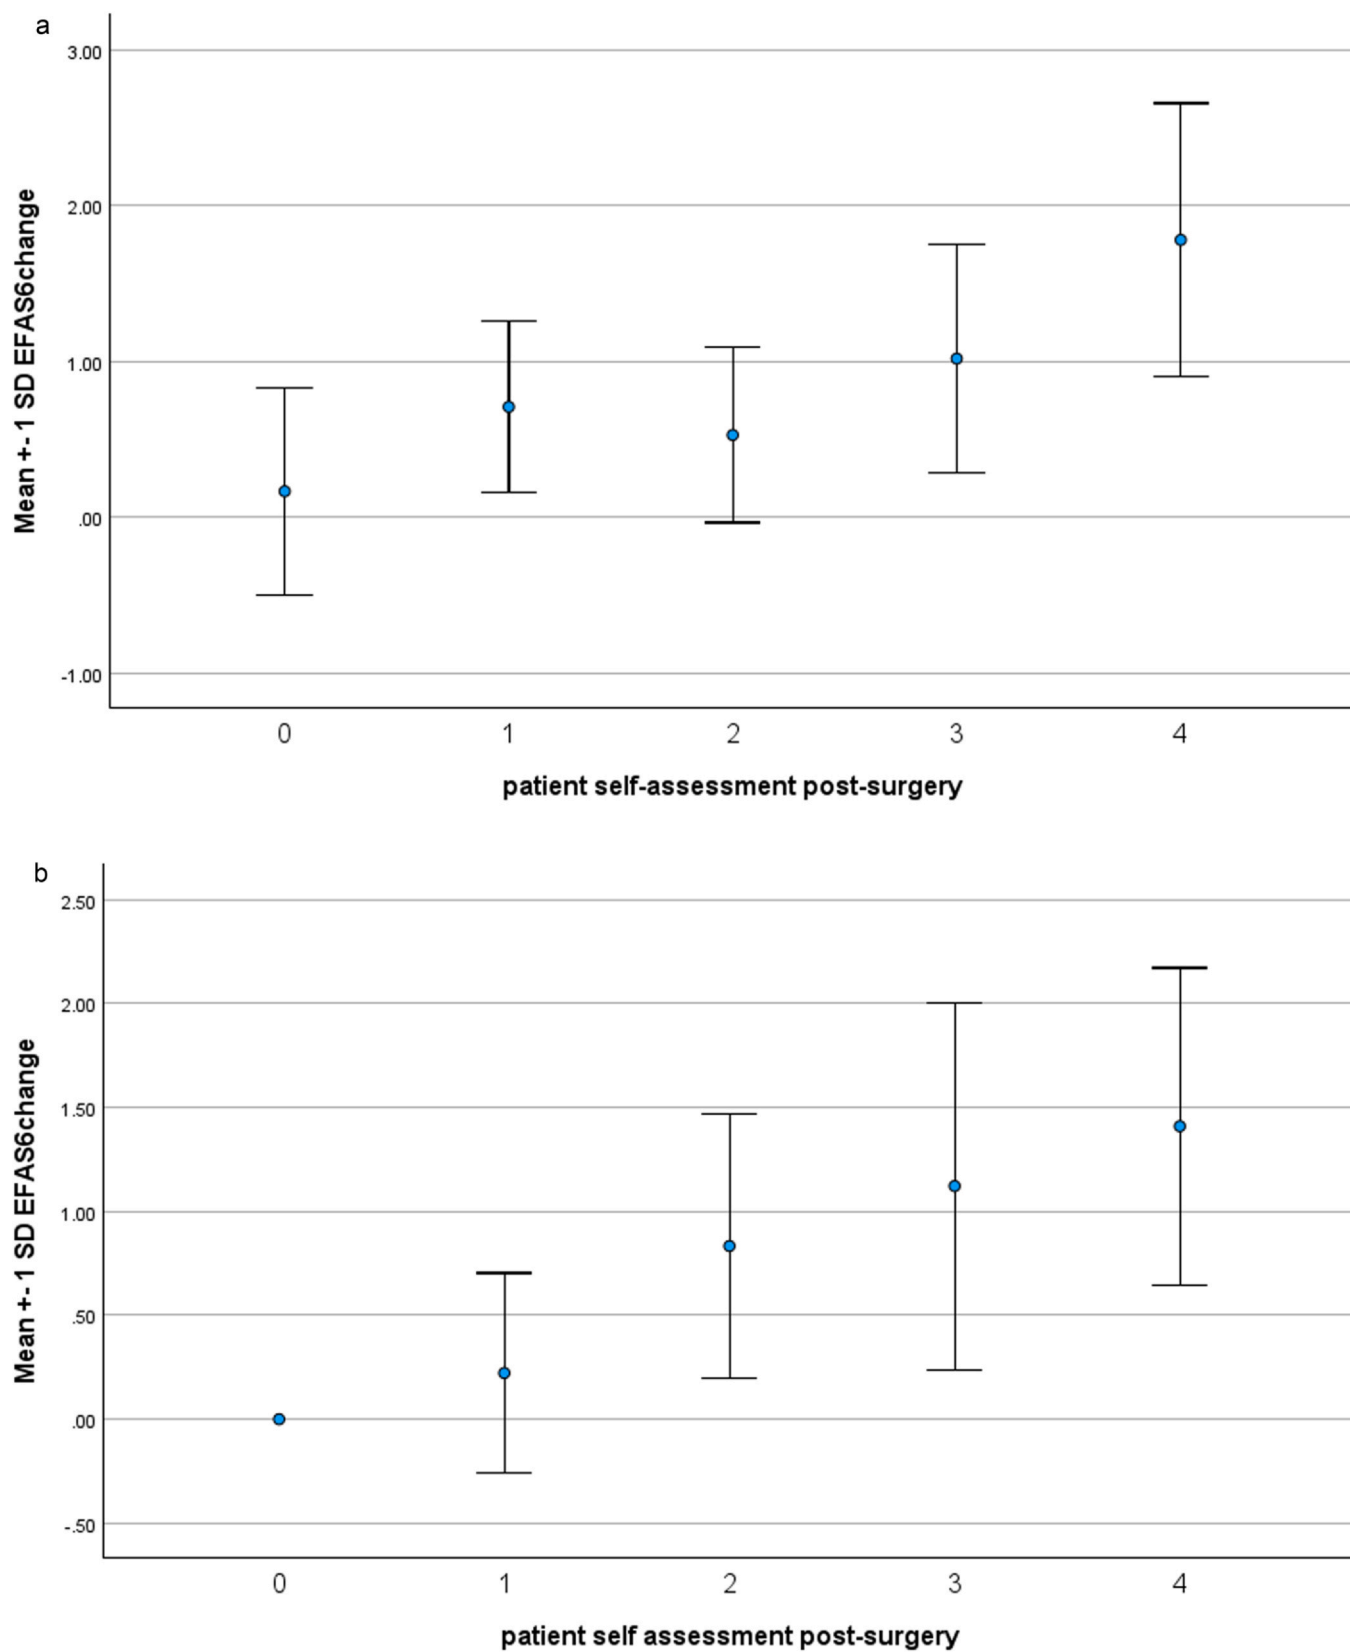 a
3.00
2.00
1.00
.00
-1.00
Mean +- 1 SD EFAS6change
0 1 2 3 4
patient self-assessment post-surgery
b
2.50
2.00
1.50
1.00
.50
.00
-.50
Mean +- 1 SD EFAS6change
0 1 2 3 4
patient self assessment post-surgery